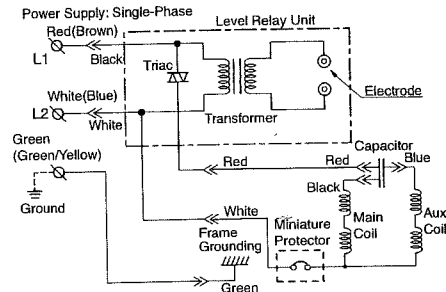 Power Supply: Single-Phase
Level Relay Unit
Red(Brown)
L1
Black
Triac
Electrode
White(Blue)
L2
White
Transformer
Green
(Green/Yellow)
Red
Red
Capacitor
Blue
Black
Ground
White
Frame
Grounding
Miniature
Protector
Main
Coil
Aux
Coil
Green